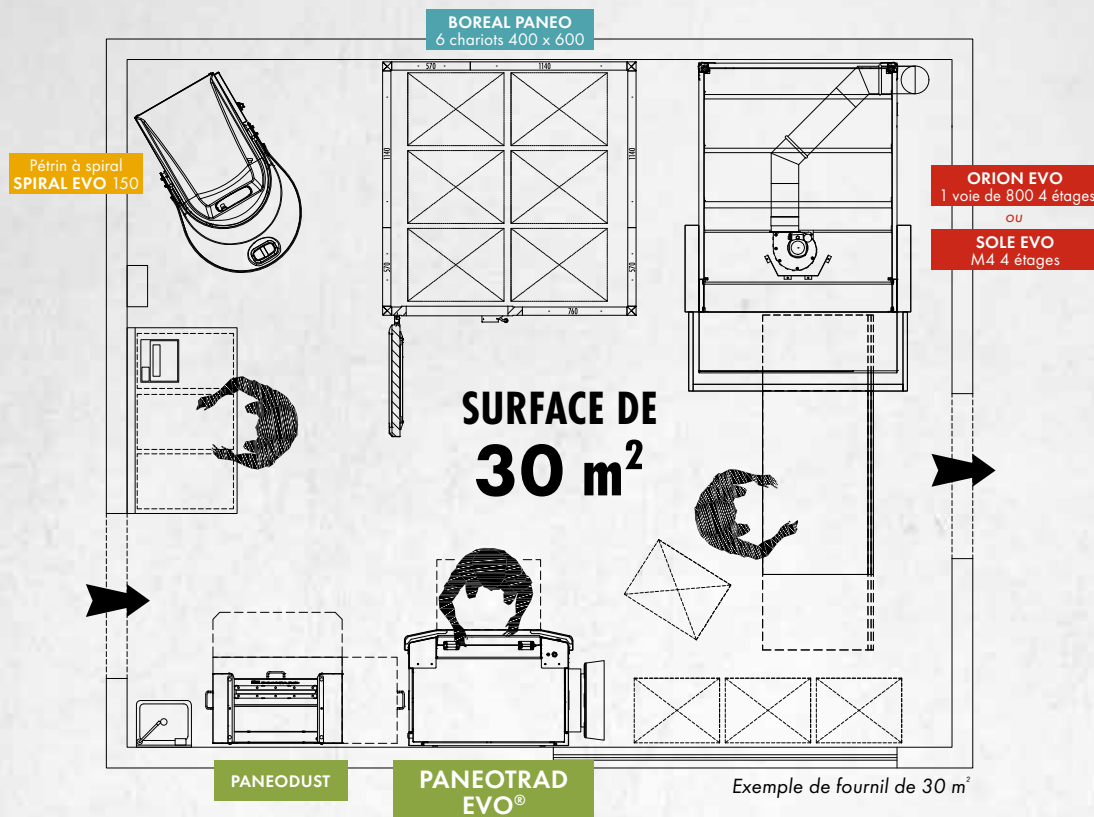 BOREAL PANEO
6 chariots 400 x 600
570
1140
1140
1140
570
570
760
Pétrin à spiral
SPIRAL EVO 150
ORION EVO
1 voie de 800 4 étages
ou
SOLE EVO
M4 4 étages
SURFACE DE
30 m²
PANEODUST
PANEOTRAD
EVO®
Exemple de fournil de 30 m²